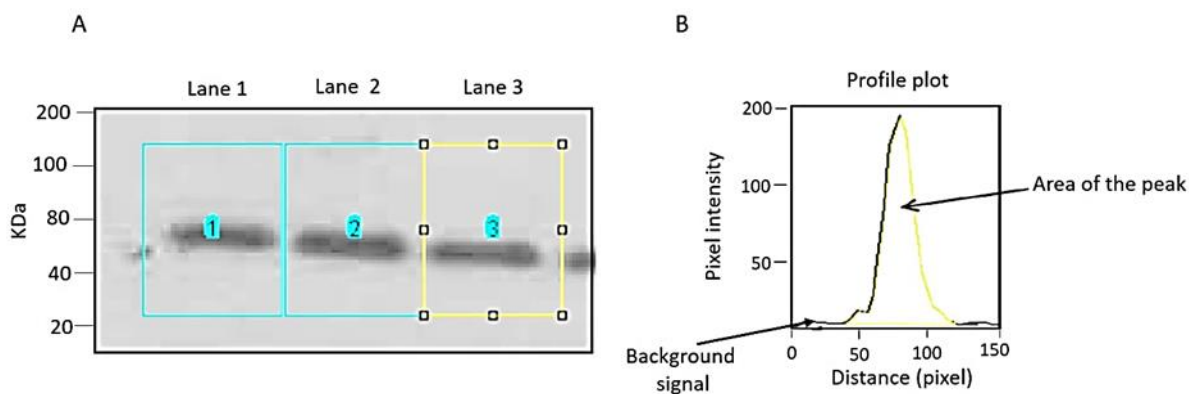 A
Lane 1
Lane 2
Lane 3
200
100
80
40
20
KDa
1
2
3
B
Profile plot
200
100
50
Pixel intensity
Area of the peak
Background
signal
0
50
100
150
Distance (pixel)